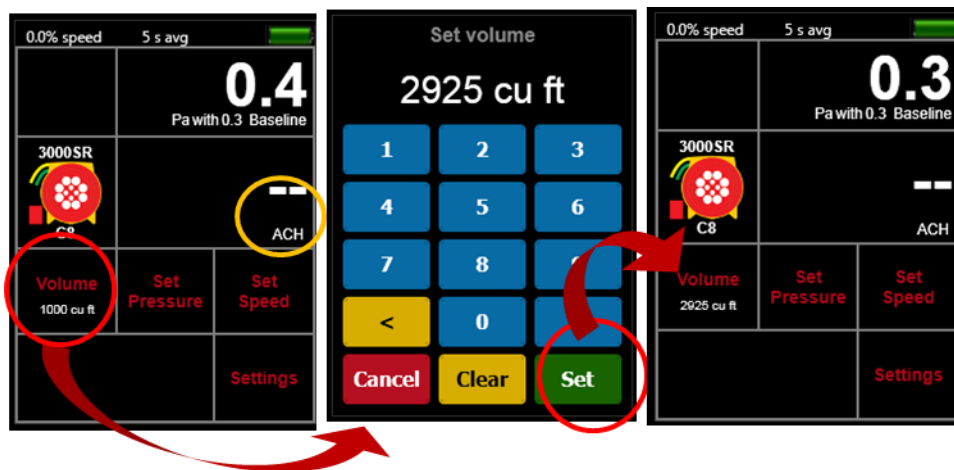 0.0% speed 5 s avg
0.4
Pa with 0.3 Baseline
3000SR
--
C8
ACH
Volume
1000 cu ft
Set
Pressure
Set
Speed
Settings
Set volume
2925 cu ft
1 2 3
4 5 6
7 8
< 0
Cancel Clear Set
0.0% speed 5 s avg
0.3
Pa with 0.3 Baseline
3000SR
--
C8
ACH
Volume
2925 cu ft
Set
Pressure
Set
Speed
Settings